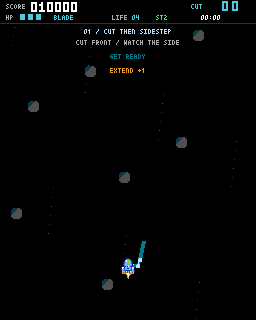 SCORE 010000 CUT 00
HP BLADE LIFE 04 ST2 00:00
01 / CUT THEN SIDESTEP
CUT FRONT / WATCH THE SIDE
GET READY
EXTEND +1